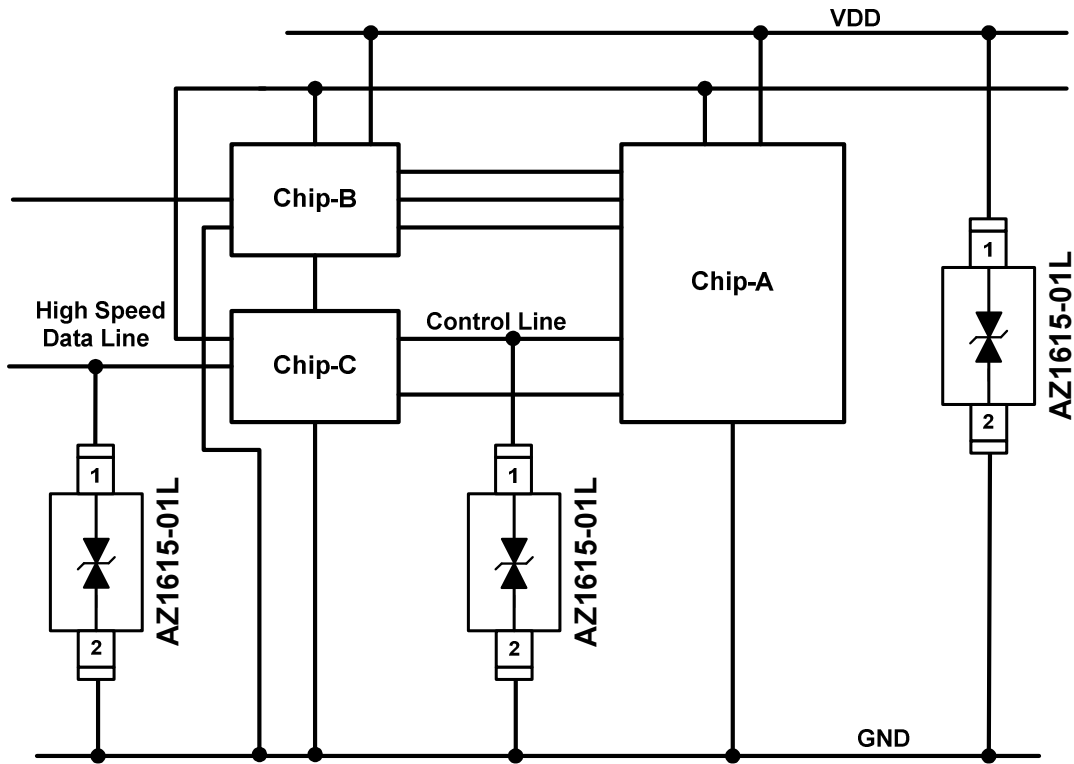 VDD
Chip-B
1
Chip-A
AZ1615-01L
High Speed
Data Line
Control Line
Chip-C
2
1
AZ1615-01L
1
AZ1615-01L
2
2
GND